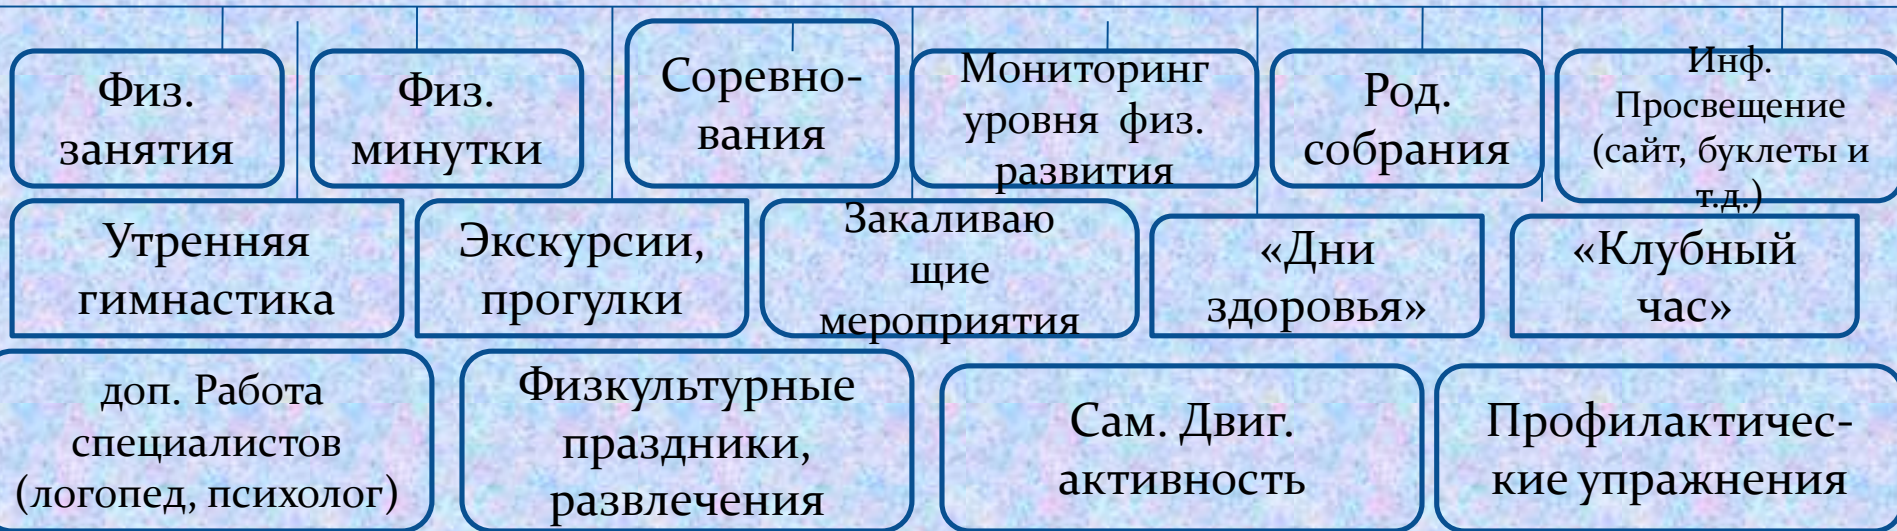 Физ.
занятия
Физ.
минутки
Соревно-
вания
Мониторинг
уровня физ.
развития
Род.
собрания
Инф.
Просвещение
(сайт, буклеты и
т.д.)
Утренняя
гимнастика
Экскурсии,
прогулки
Закаливаю
щие
мероприятия
«Дни
здоровья»
«Клубный
час»
доп. Работа
специалистов
(логопед, психолог)
Физкультурные
праздники,
развлечения
Сам. Двиг.
активность
Профилактичес-
кие упражнения